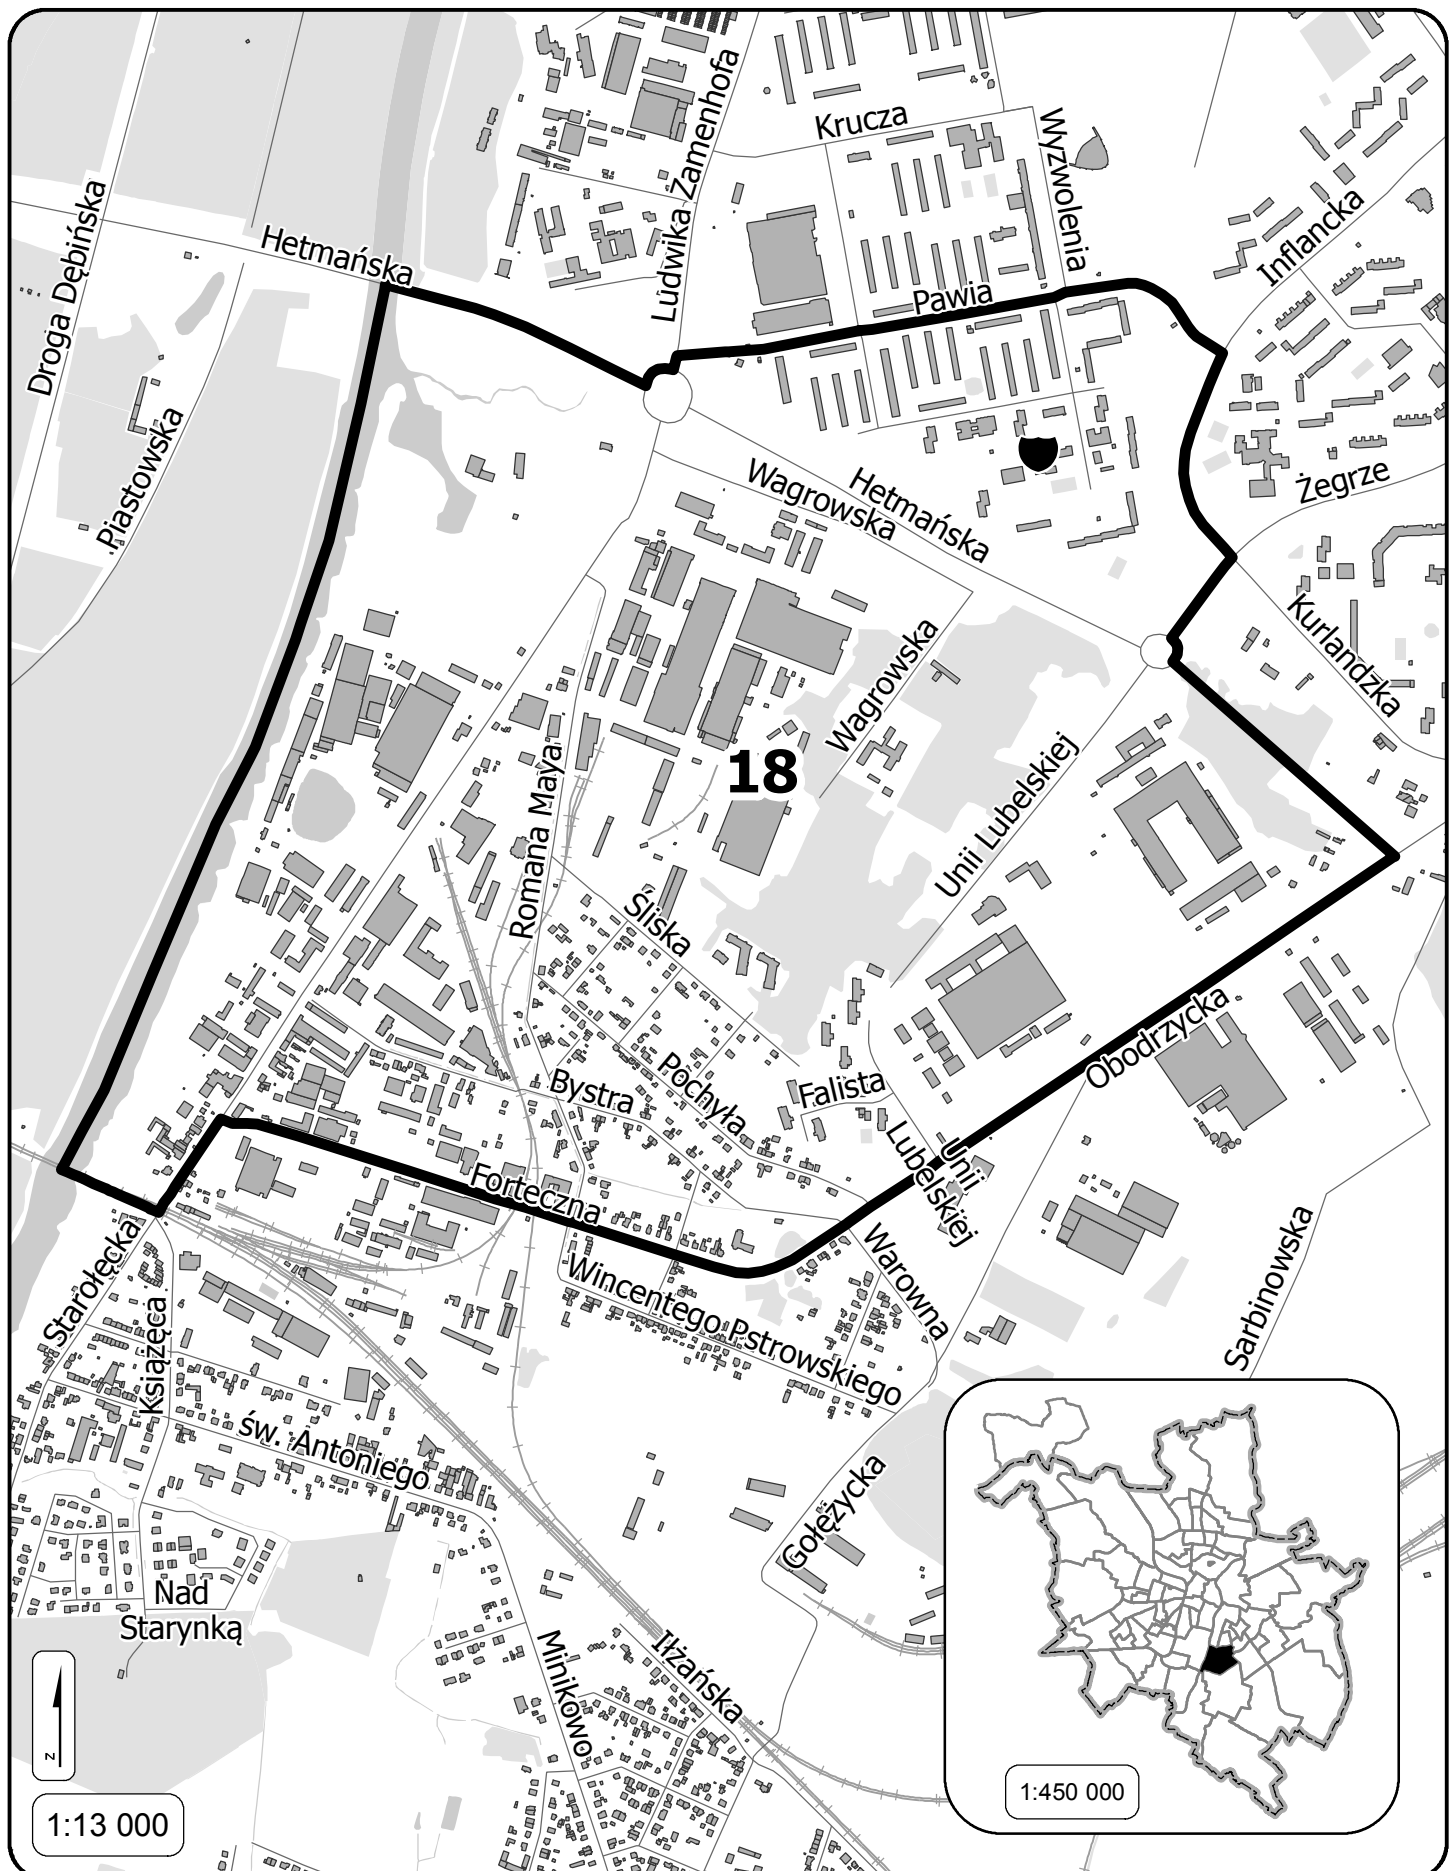 Krucza
Wyzwolenia
Ludwika Zamenhofa
Droga Dębińska
Hetmańska
Inflancka
Pawia
Piastowska
Wagrowska
Hetmańska
Żegrze
Kurlandzka
Wagrowska
18
Unii Lubelskiej
Romana Maya
Śliska
Obodrzycka
Bystra
Pochyła
Falista
Unii
Lubelskiej
Forteczna
Warowna
Starołęcka
Książęca
Wincentego Pstrowskiego
Sarbinowska
św. Antoniego
Gołężycka
Nad
Starynką
Minikowo
Iłżańska
N
1:13 000
1:450 000